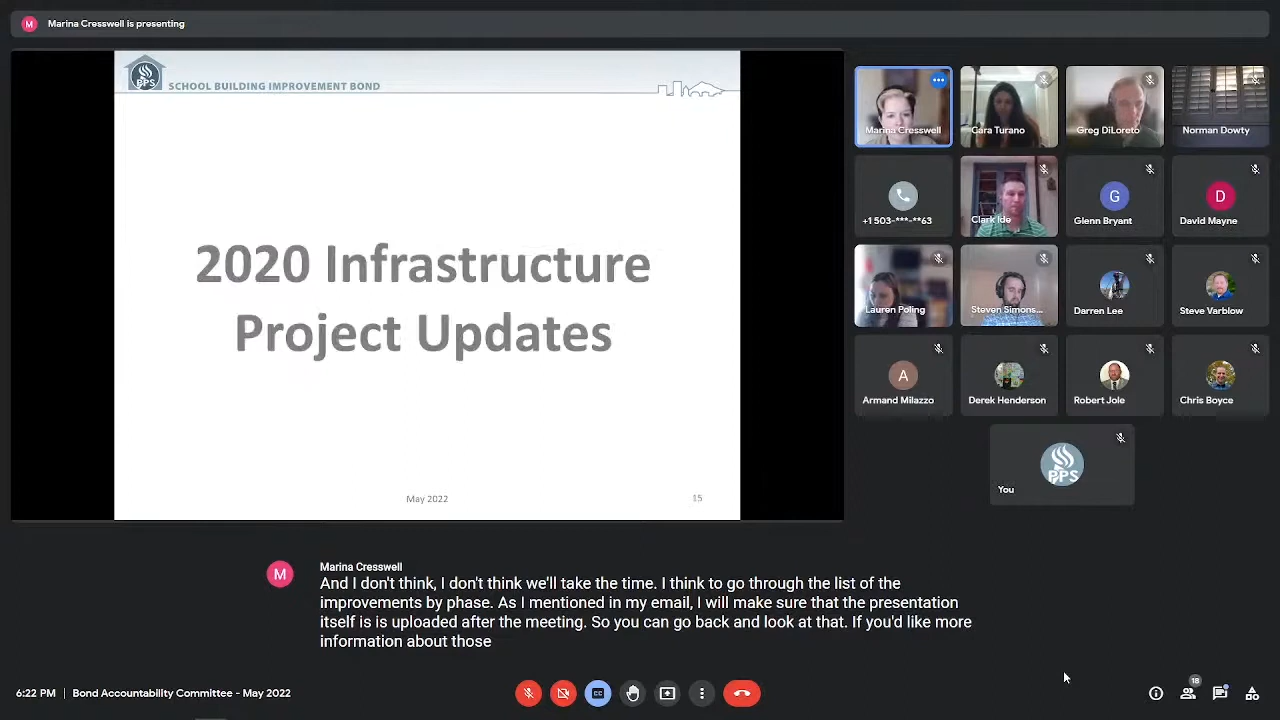 M
Marina Cresswell is presenting
PPS
SCHOOL BUILDING IMPROVEMENT BOND
2020 Infrastructure
Project Updates
May 2022
15
Marina Cresswell
Cara Turano
Greg DiLoreto
Norman Dowty
+1 503-***-**63
Clark Ide
G
Glenn Bryant
D
David Mayne
Lauren Poling
Steven Simons...
Darren Lee
Steve Varblow
A
Armand Milazzo
Derek Henderson
Robert Jole
Chris Boyce
PPS
You
M
Marina Cresswell
And I don't think, I don't think we'll take the time. I think to go through the list of the
improvements by phase. As I mentioned in my email, I will make sure that the presentation
itself is is uploaded after the meeting. So you can go back and look at that. If you'd like more
information about those
6:22 PM | Bond Accountability Committee - May 2022
CC
18